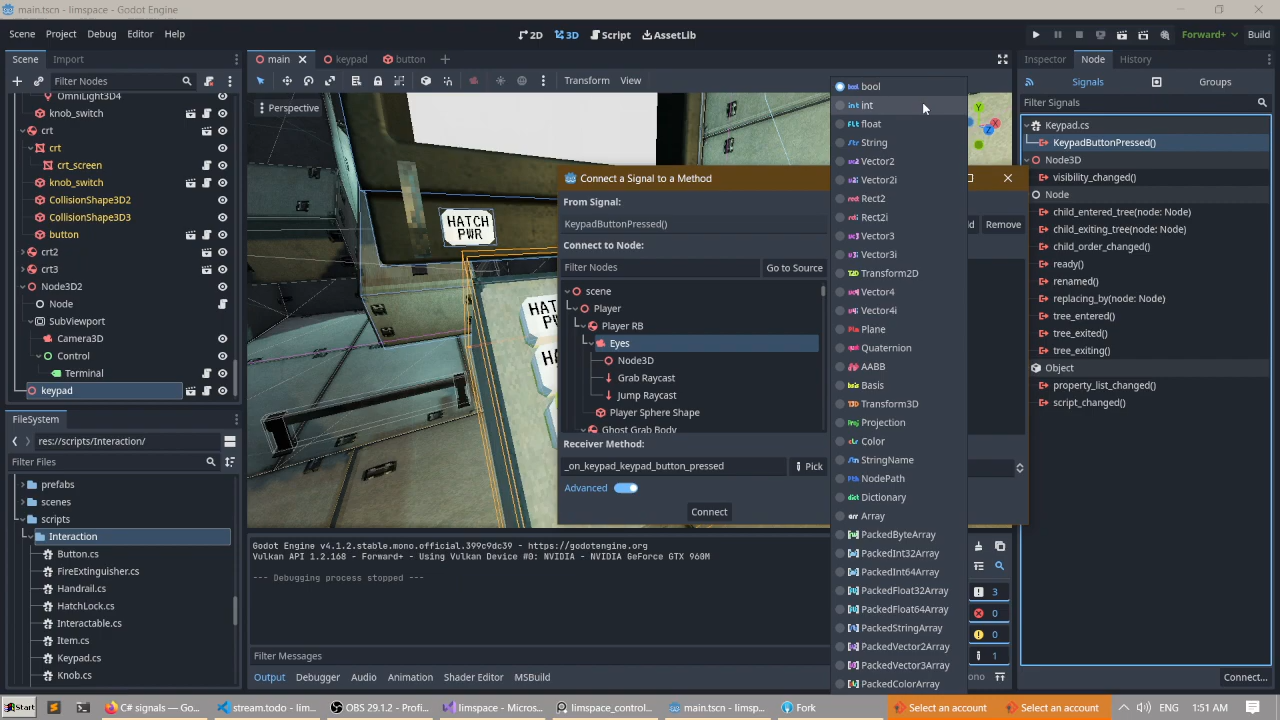 main.tscn - limspace - Godot Engine
Scene Project Debug Editor Help
2D 3D Script AssetLib
Forward+ Build
Scene Import
main keypad button
Inspector Node History
Filter Nodes
Transform View
Signals Groups
Filter Signals
Perspective
OmniLight3D4
knob_switch
crt
crt
crt_screen
knob_switch
CollisionShape3D2
CollisionShape3D3
button
crt2
crt3
Node3D2
Node
SubViewport
Camera3D
Control
Terminal
keypad
FileSystem
res://scripts/Interaction/
Filter Files
prefabs
scenes
scripts
Interaction
Button.cs
FireExtinguisher.cs
Handrail.cs
HatchLock.cs
Interactable.cs
Item.cs
Keypad.cs
Knob.cs
HATCH
PWR
Connect a Signal to a Method
From Signal:
KeypadButtonPressed()
Connect to Node:
Filter Nodes Go to Source
scene
Player
Player RB
Eyes
Node3D
Grab Raycast
Jump Raycast
Player Sphere Shape
Ghost Grab Body
Receiver Method:
_on_keypad_keypad_button_pressed Pick
Advanced
Connect
Remove
bool
int
float
String
Vector2
Vector2i
Rect2
Rect2i
Vector3
Vector3i
Transform2D
Vector4
Vector4i
Plane
Quaternion
AABB
Basis
Transform3D
Projection
Color
StringName
NodePath
Dictionary
Array
PackedByteArray
PackedInt32Array
PackedInt64Array
PackedFloat32Array
PackedFloat64Array
PackedStringArray
PackedVector2Array
PackedVector3Array
PackedColorArray
Keypad.cs
KeypadButtonPressed()
Node3D
visibility_changed()
Node
child_entered_tree(node: Node)
child_exiting_tree(node: Node)
child_order_changed()
ready()
renamed()
replacing_by(node: Node)
tree_entered()
tree_exited()
tree_exiting()
Object
property_list_changed()
script_changed()
Connect...
Godot Engine v4.1.2.stable.mono.official.399c9dc39 - https://godotengine.org
Vulkan API 1.2.168 - Forward+ - Using Vulkan Device #0: NVIDIA - NVIDIA GeForce GTX 960M
--- Debugging process stopped ---
3
0
0
1
Filter Messages
Output Debugger Audio Animation Shader Editor MSBuild
Start C# signals — Go... stream.todo - lim... OBS 29.1.2 - Profi... limspace - Micros... limspace_control... main.tscn - limsp... Fork Select an account Select an account ENG 1:51 AM